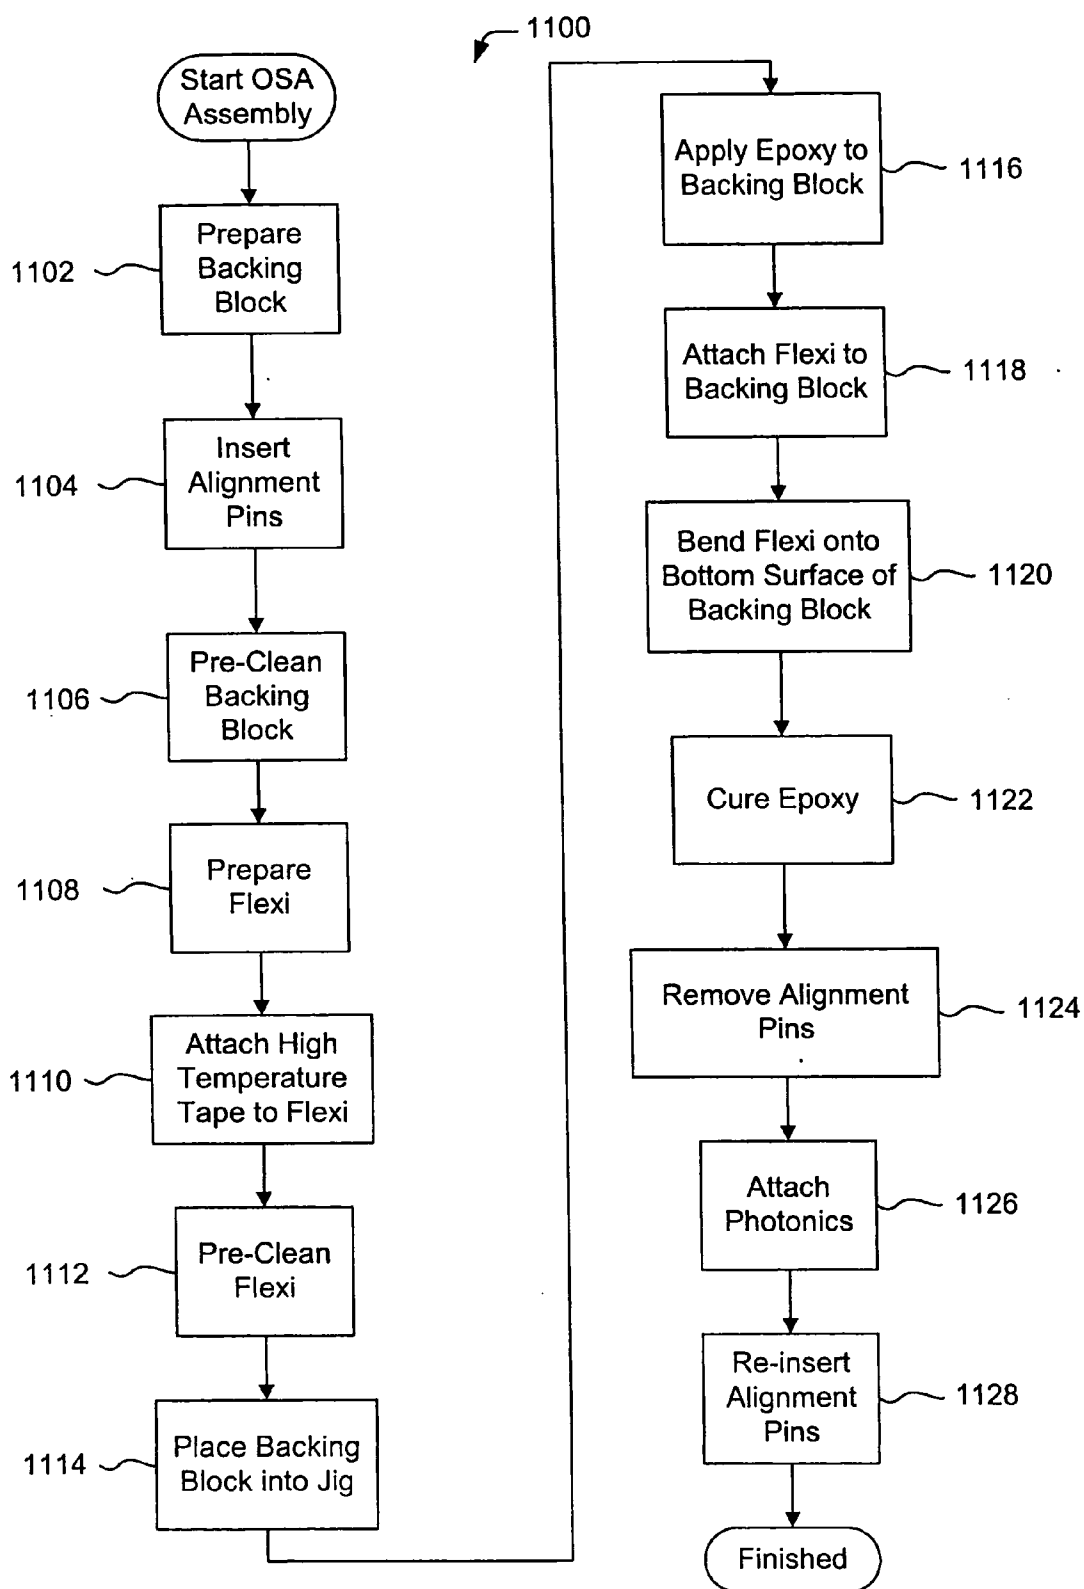 1100
Start OSA
Assembly
1102
Prepare
Backing
Block
1104
Insert
Alignment
Pins
1106
Pre-Clean
Backing
Block
1108
Prepare
Flexi
1110
Attach High
Temperature
Tape to Flexi
1112
Pre-Clean
Flexi
1114
Place Backing
Block into Jig
Apply Epoxy to
Backing Block
1116
Attach Flexi to
Backing Block
1118
Bend Flexi onto
Bottom Surface of
Backing Block
1120
Cure Epoxy
1122
Remove Alignment
Pins
1124
Attach
Photonics
1126
Re-insert
Alignment
Pins
1128
Finished